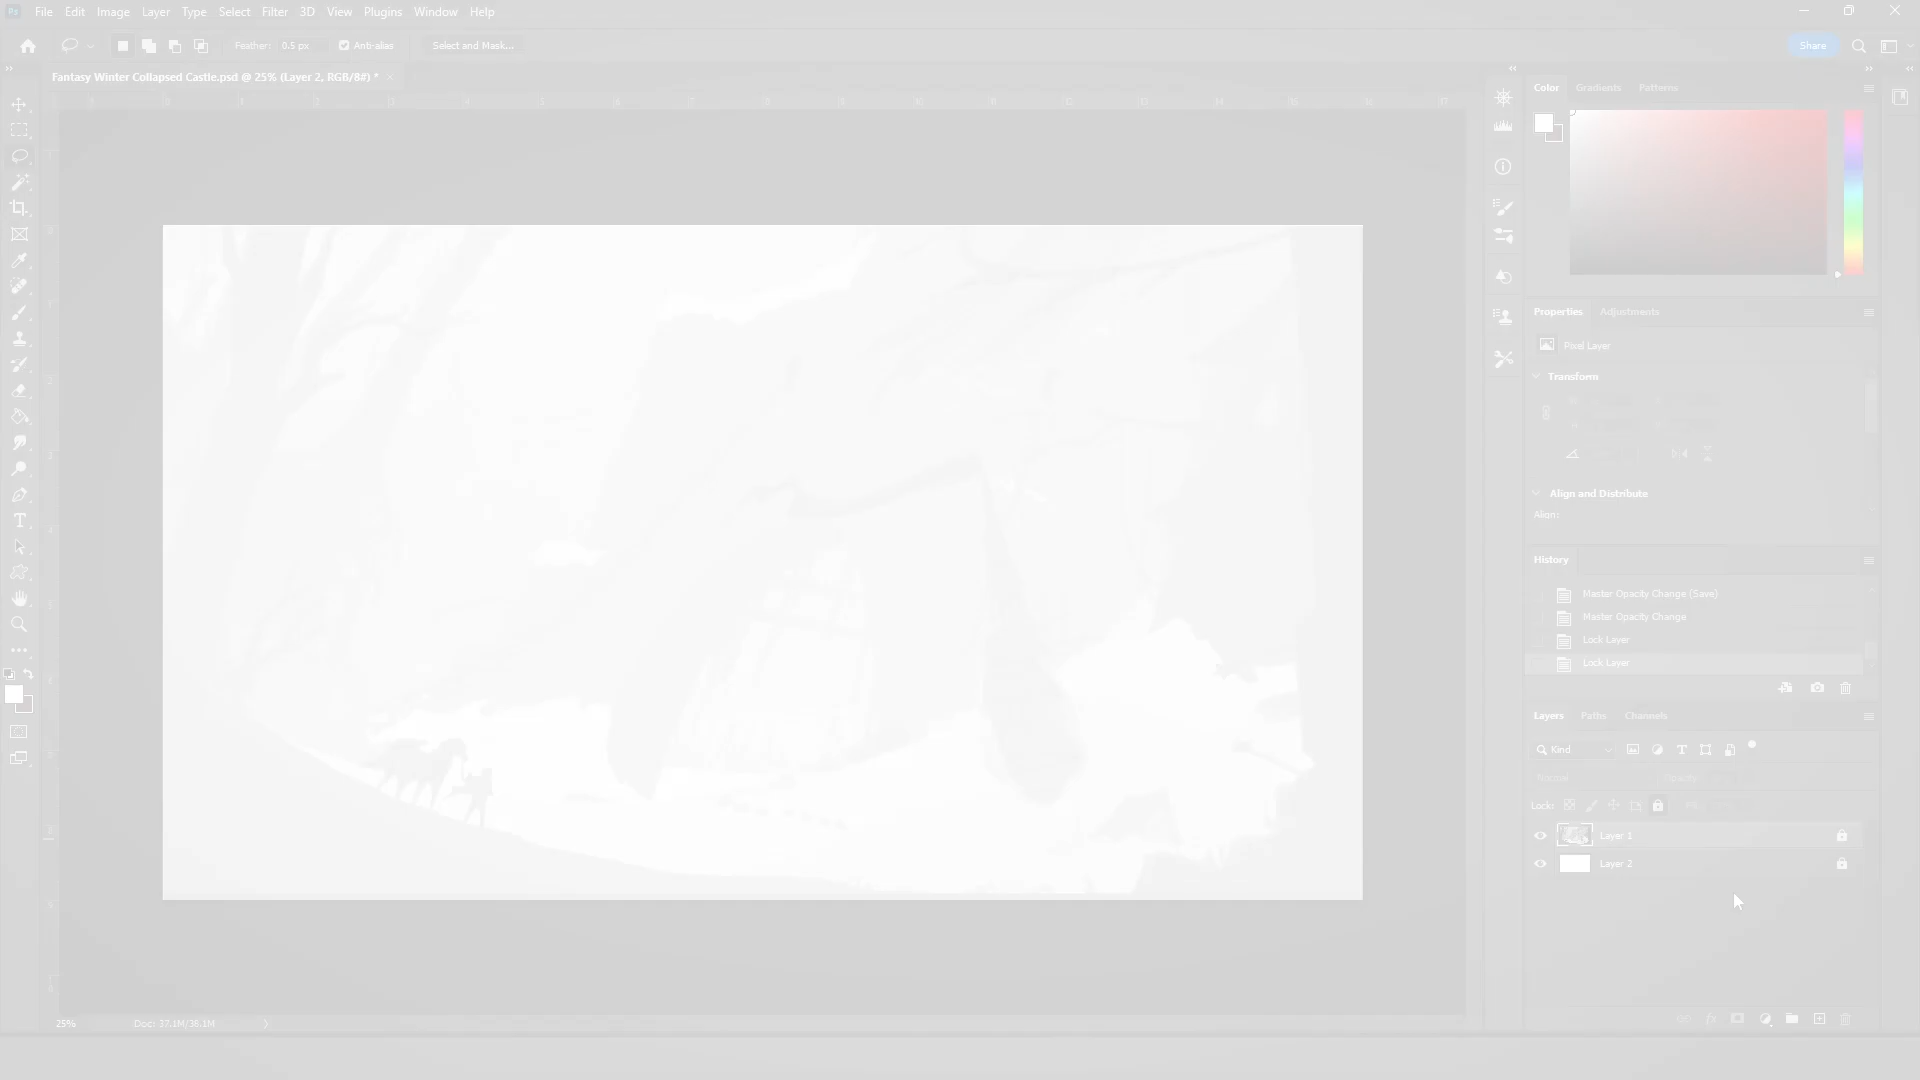 Ps File Edit Image Layer Type Select Filter 3D View Plugins Window Help
Feather: 0.5 px Anti-alias Select and Mask... Share
Fantasy Winter Collapsed Castle.psd @ 25% (Layer 2, RGB/8#) *
Color Gradients Patterns
Properties Adjustments
Pixel Layer
Transform
Align and Distribute
Align:
History
Master Opacity Change (Save)
Master Opacity Change
Lock Layer
Lock Layer
Layers Paths Channels
Kind
Normal Opacity:
Lock:
Layer 1
Layer 2
25% Doc: 37.1M/36.1M